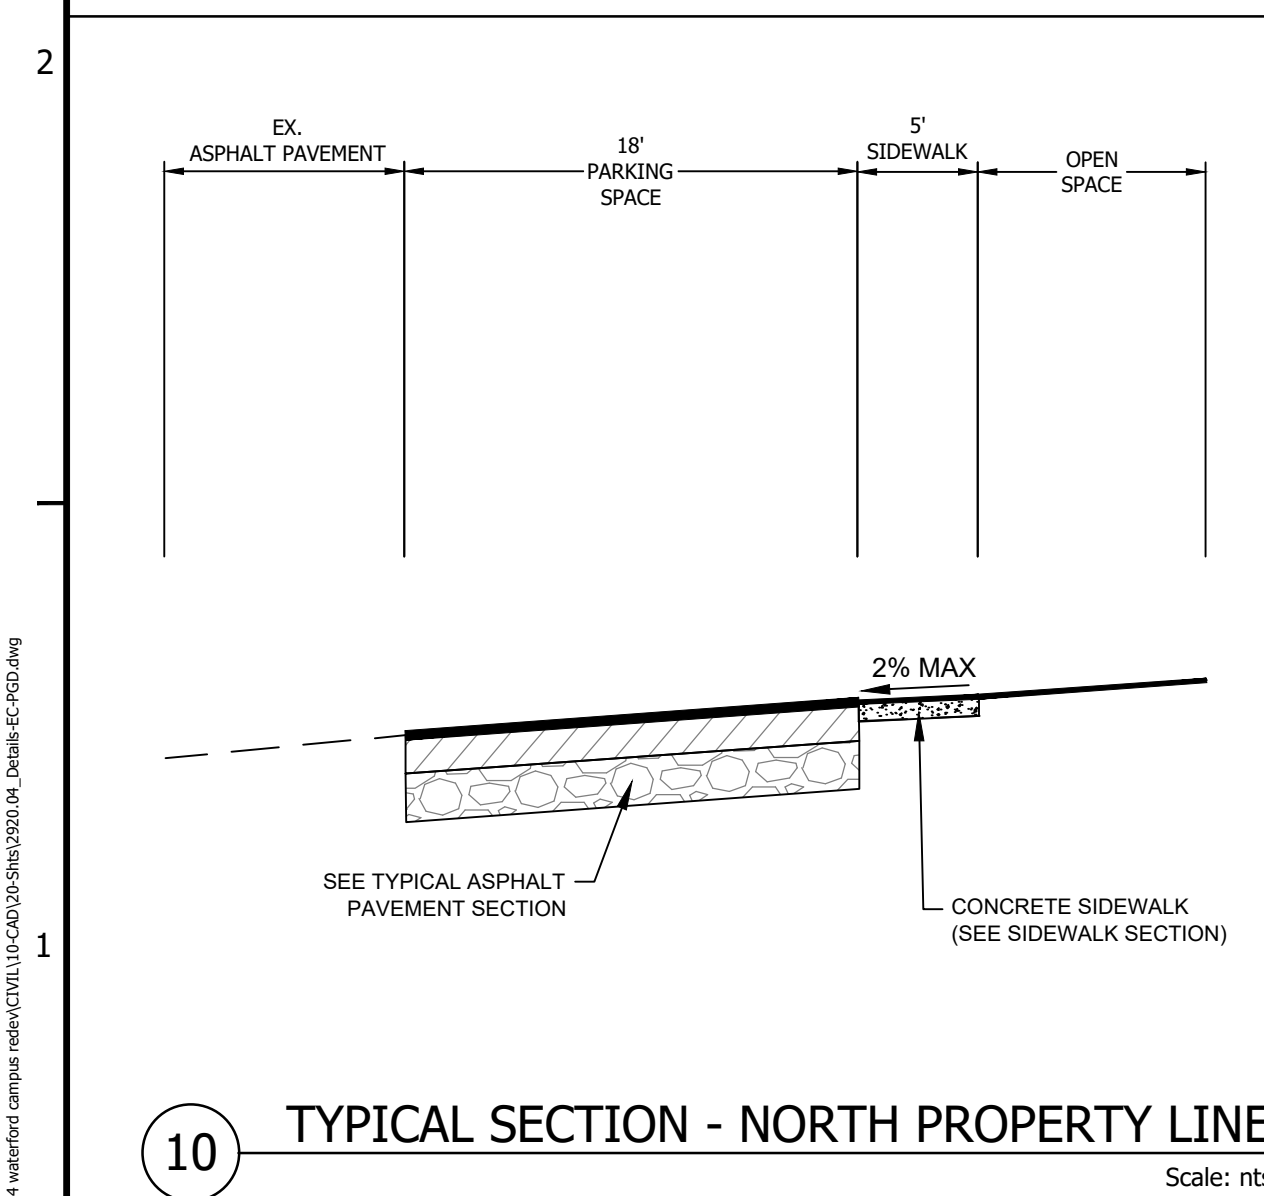 2
EX.
ASPHALT PAVEMENT
18'
PARKING
SPACE
5'
SIDEWALK
OPEN
SPACE
2% MAX
SEE TYPICAL ASPHALT
PAVEMENT SECTION
CONCRETE SIDEWALK
(SEE SIDEWALK SECTION)
1
4 waterford campus redev\CIVIL\10-CAD\20-Shts\2920.04_Details-EC-PGD.dwg
10
TYPICAL SECTION - NORTH PROPERTY LINE
Scale: nts